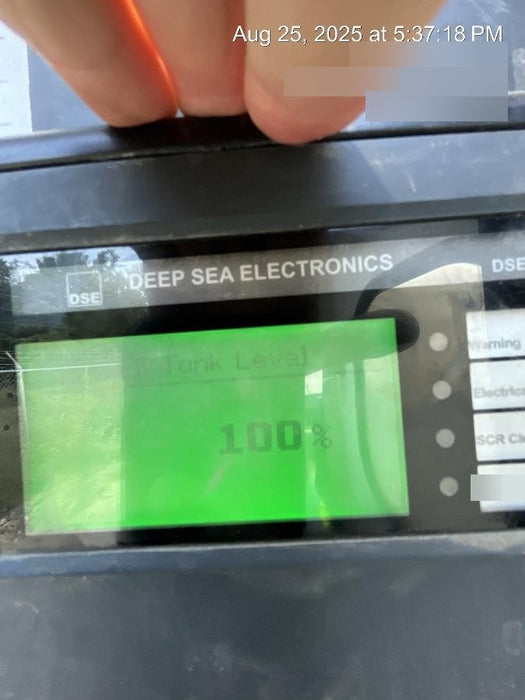 Aug 25, 2025 at 5:37:18 PM
DSE DEEP SEA ELECTRONICS
DSE
Tank Level
100%
Warning
Electrica
SCR Cle